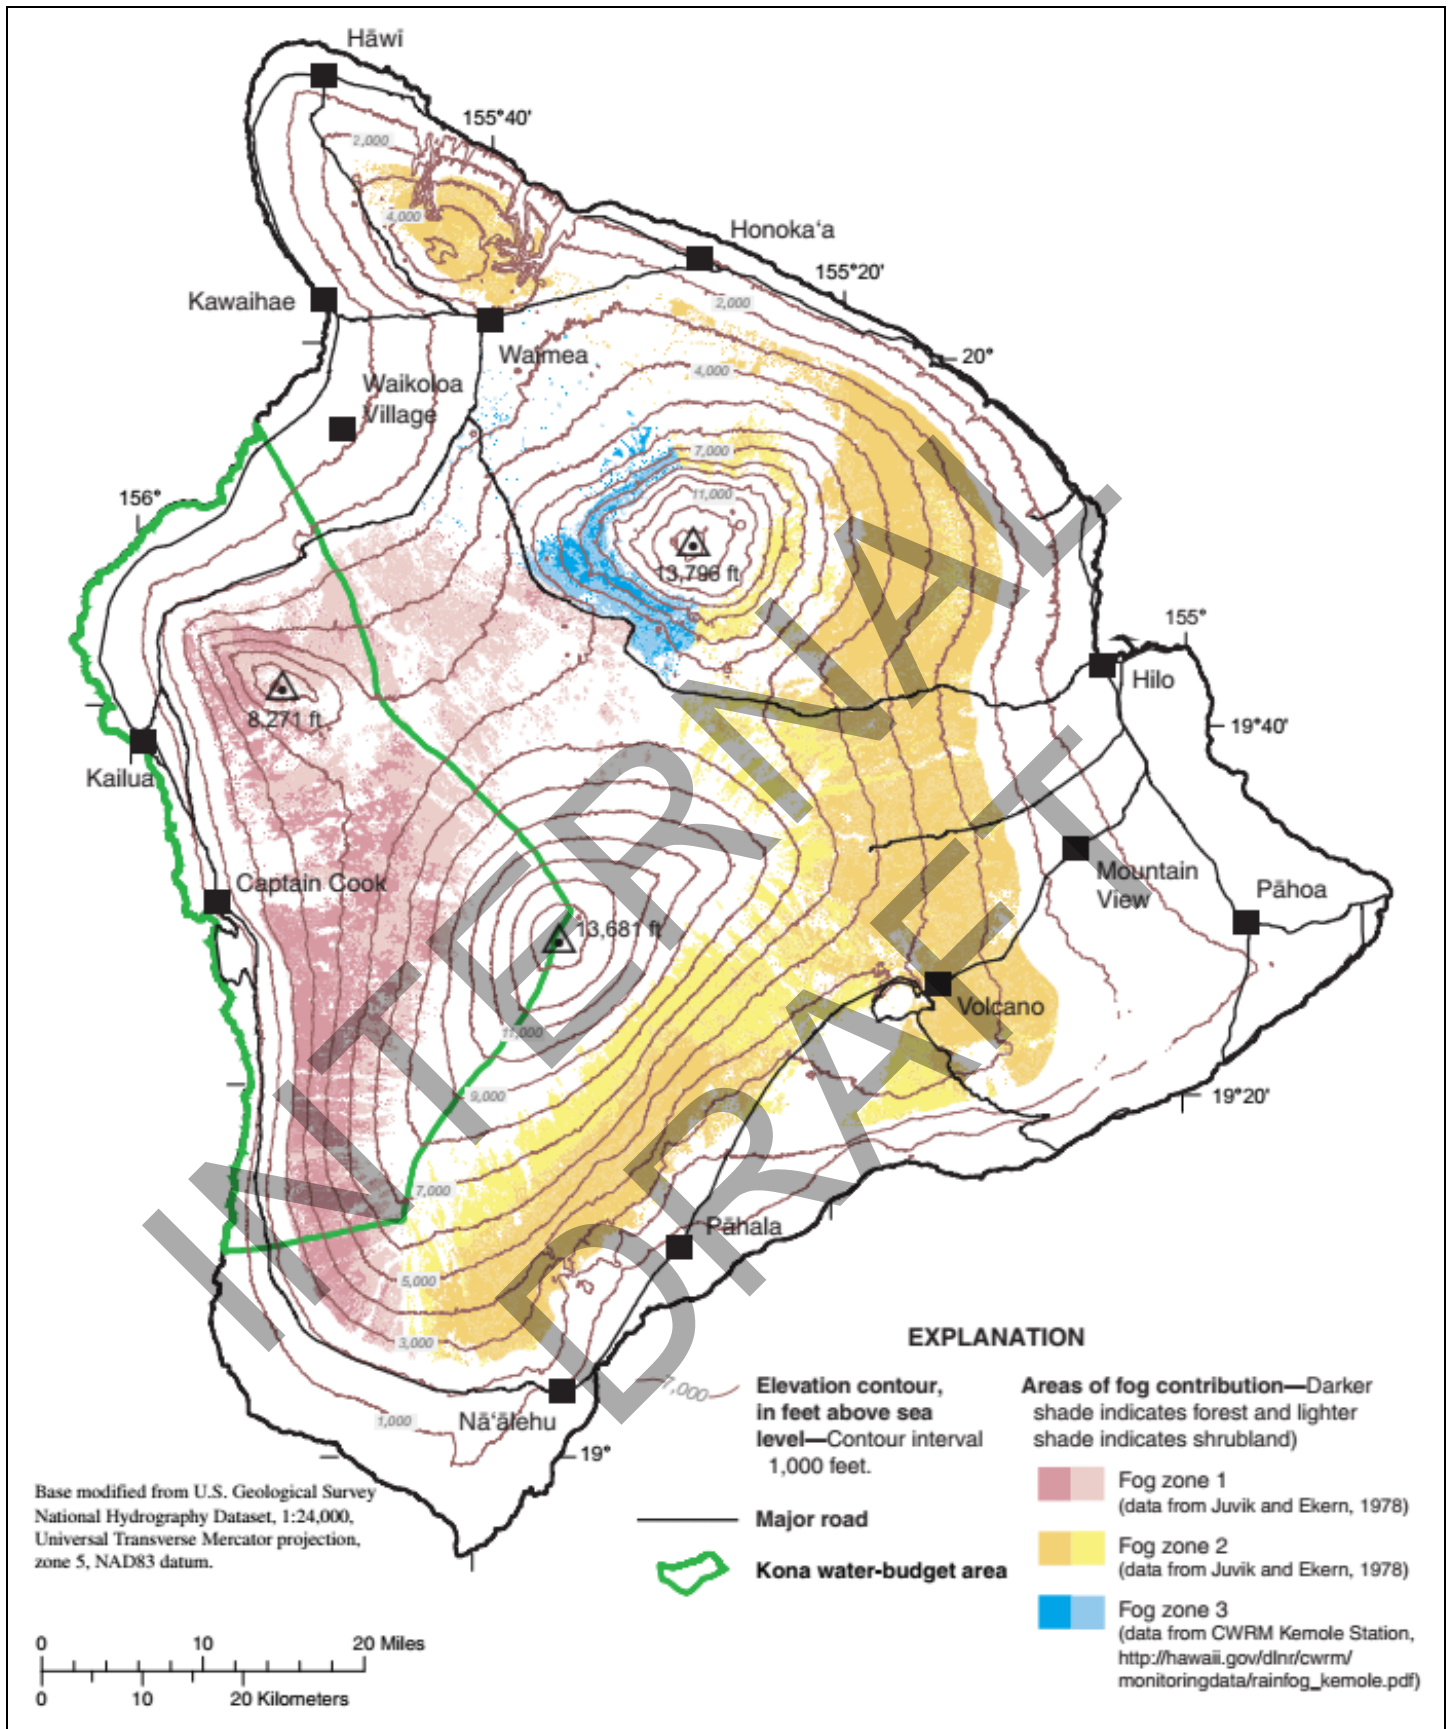 Hāwī
155°40'
2,000
4,000
Honoka‘a
155°20'
Kawaihae
2,000
Waimea
20°
4,000
Waikoloa
Village
7,000
156°
11,000
13,796 ft
155°
Hilo
8,271 ft
19°40'
Kailua
Captain Cook
Mountain
View
Pāhoa
13,681 ft
Volcano
11,000
9,000
19°20'
7,000
Pāhala
5,000
3,000
1,000
Nā‘ālehu
19°
INTERNAL
DRAFT
EXPLANATION
7,000
Elevation contour,
in feet above sea
level—Contour interval
1,000 feet.
Major road
Kona water-budget area
Areas of fog contribution—Darker
shade indicates forest and lighter
shade indicates shrubland)
Fog zone 1
(data from Juvik and Ekern, 1978)
Fog zone 2
(data from Juvik and Ekern, 1978)
Fog zone 3
(data from CWRM Kemole Station,
http://hawaii.gov/dlnr/cwrm/
monitoringdata/rainfog_kemole.pdf)
Base modified from U.S. Geological Survey
National Hydrography Dataset, 1:24,000,
Universal Transverse Mercator projection,
zone 5, NAD83 datum.
0 10 20 Miles
0 10 20 Kilometers